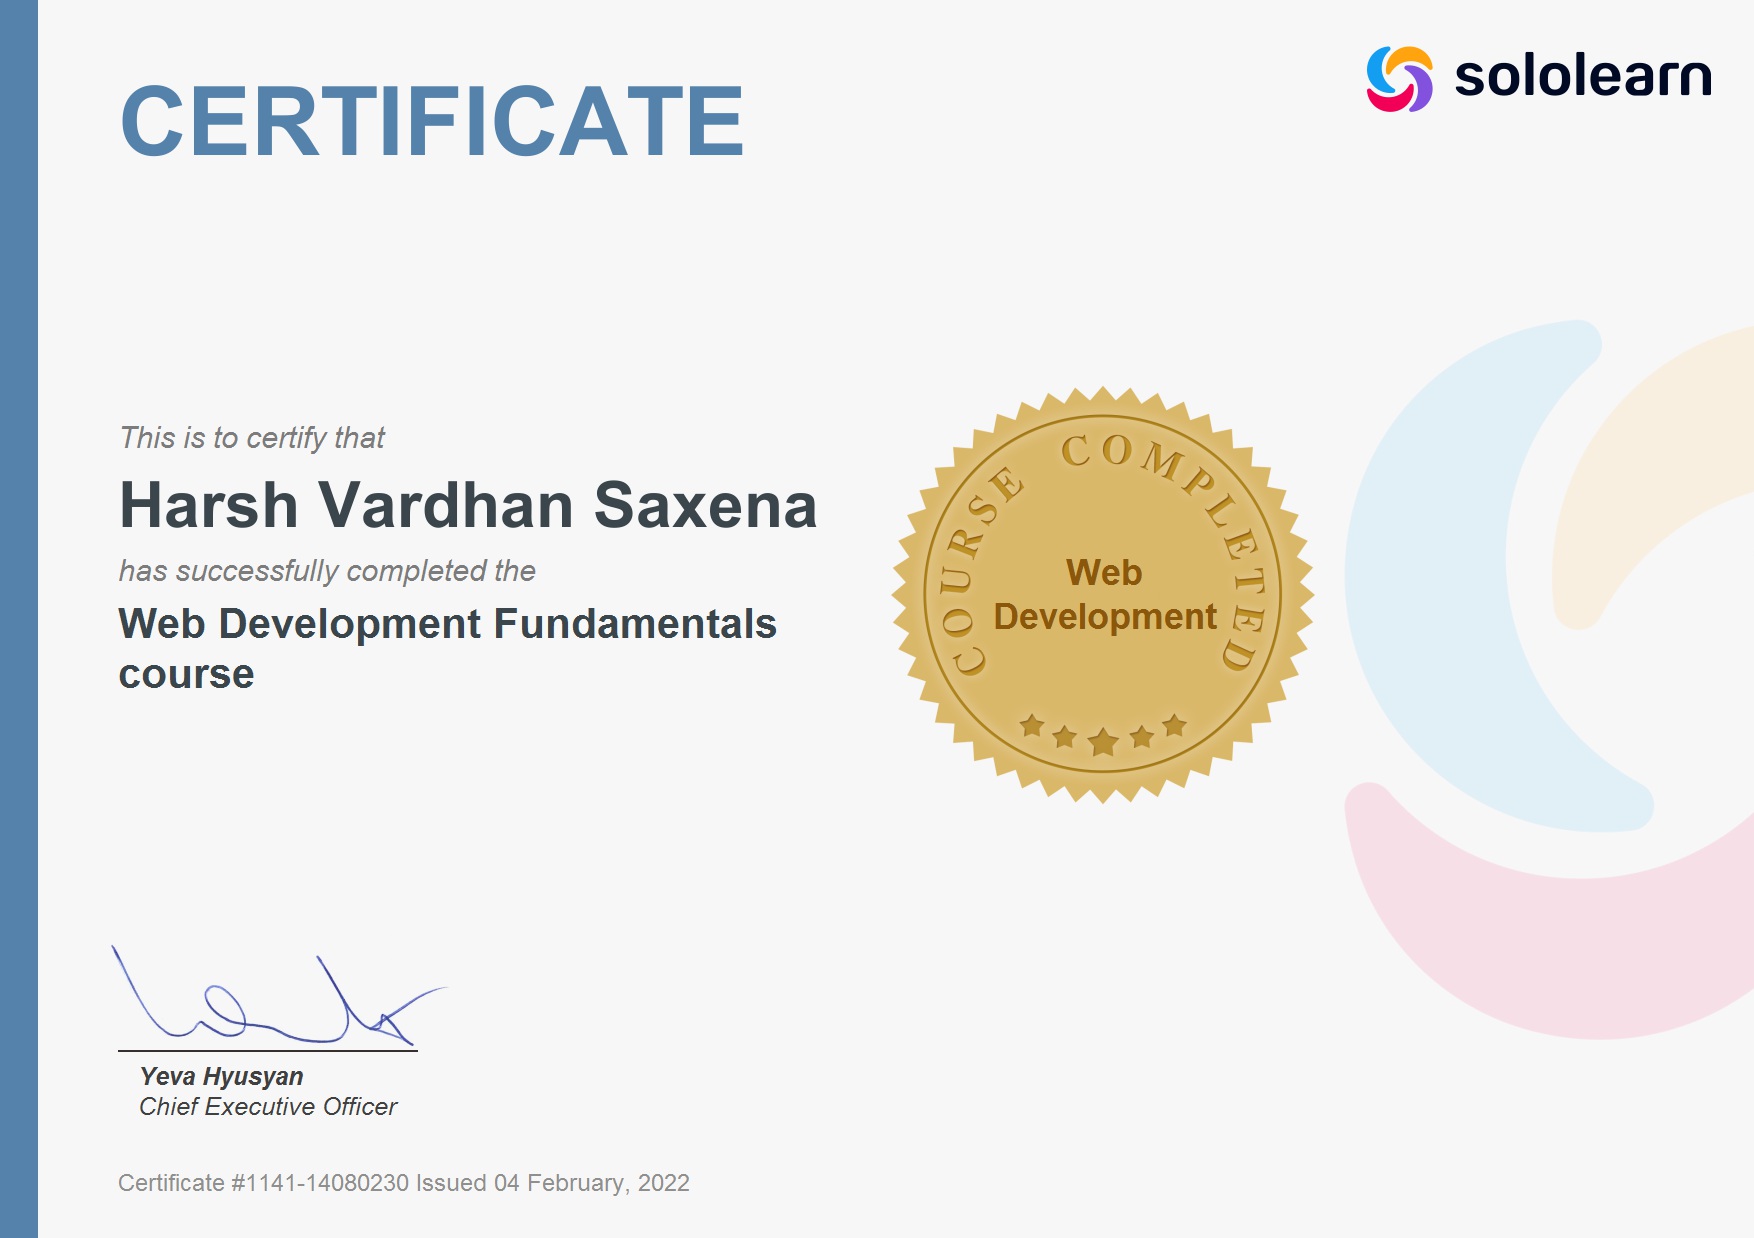 CERTIFICATE
sololearn
This is to certify that
Harsh Vardhan Saxena
has successfully completed the
Web Development Fundamentals
course
COURSE COMPLETED
Web
Development
Yeva Hyusyan
Chief Executive Officer
Certificate #1141-14080230 Issued 04 February, 2022